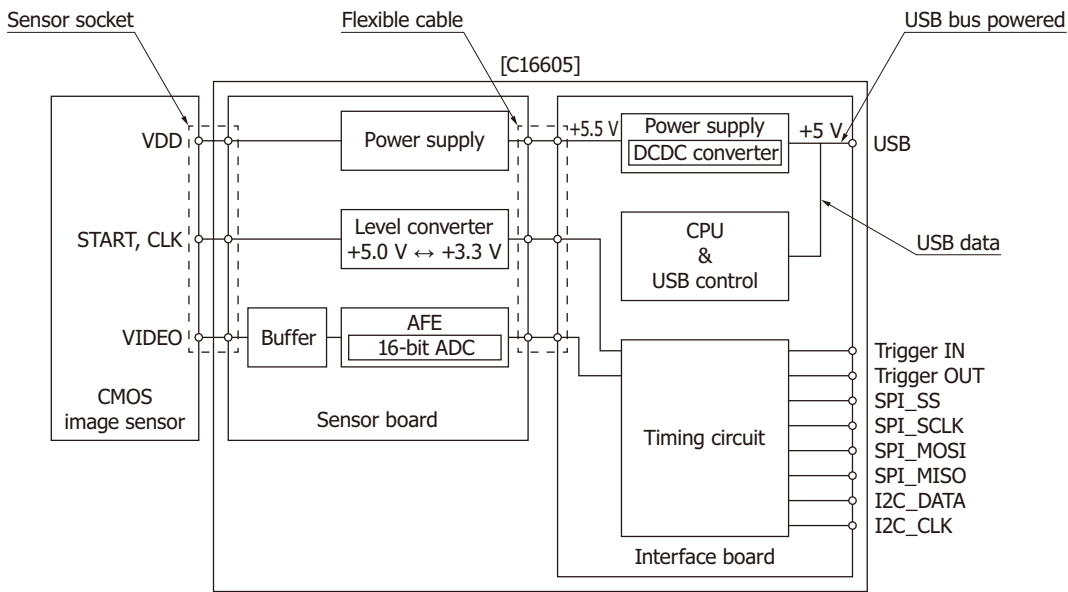 Sensor socket
Flexible cable
USB bus powered
[C16605]
VDD
Power supply
+5.5 V
Power supply
DCDC converter
+5 V
USB
START, CLK
Level converter
+5.0 V ↔ +3.3 V
CPU
&
USB control
USB data
VIDEO
Buffer
AFE
16-bit ADC
CMOS
image sensor
Sensor board
Timing circuit
Trigger IN
Trigger OUT
SPI_SS
SPI_SCLK
SPI_MOSI
SPI_MISO
I2C_DATA
I2C_CLK
Interface board